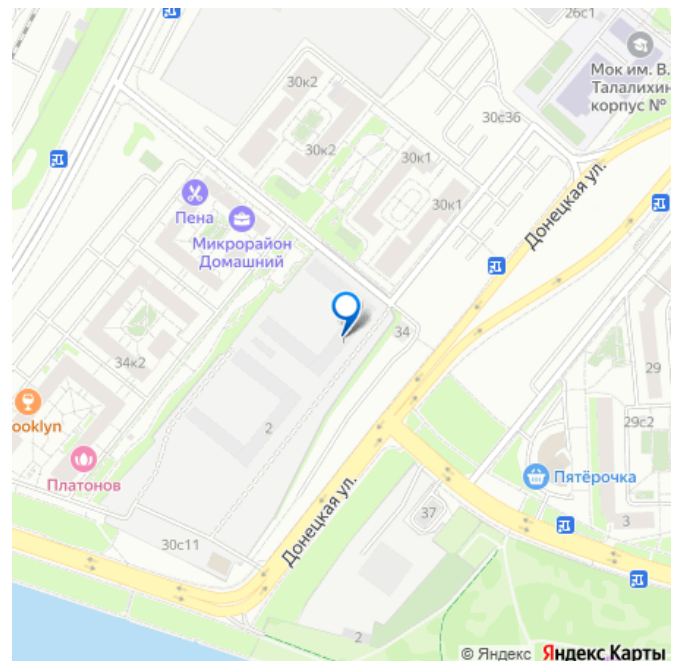 26с1
Мок им. В.
Талалихин
корпус №
30к2
30с36
30к2
30к1
Донецкая ул.
30к1
Пена
Микрорайон
Домашний
34
34к2
29
ooklyn
2
29с2
Платонов
Пятёрочка
Донецкая ул.
37
3
30с11
2
© Яндекс Яндекс Карты